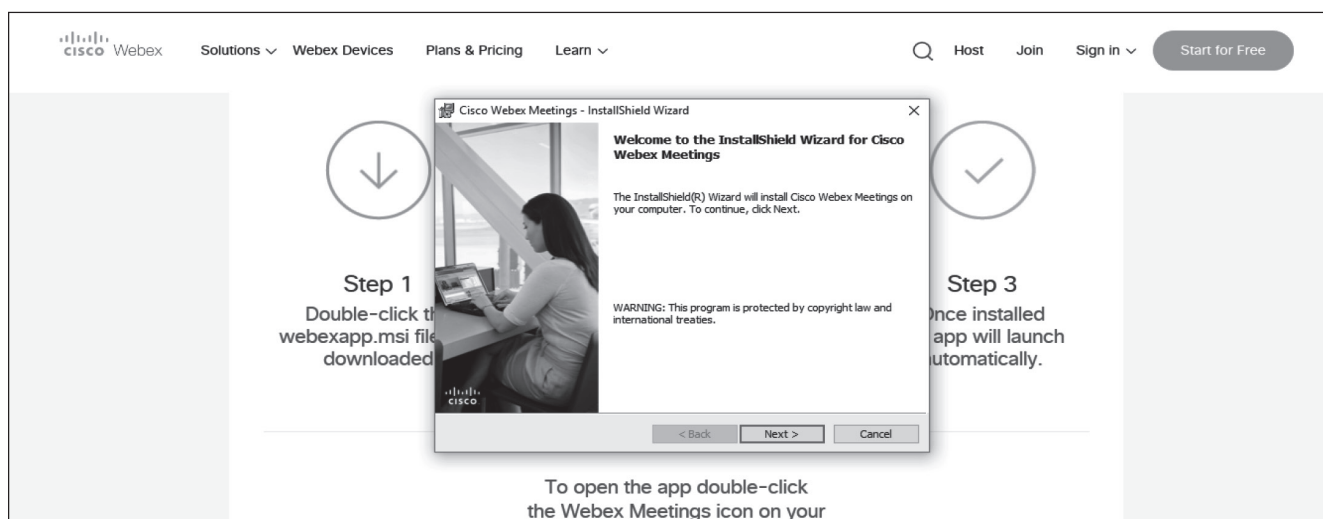 cisco Webex Solutions Webex Devices Plans & Pricing Learn Host Join Sign in Start for Free
Cisco Webex Meetings - InstallShield Wizard
Welcome to the InstallShield Wizard for Cisco
Webex Meetings
The InstallShield(R) Wizard will install Cisco Webex Meetings on
your computer. To continue, click Next.
WARNING: This program is protected by copyright law and
international treaties.
cisco
< Back Next > Cancel
Step 1
Double-click
webexapp.msi
downloaded
Step 3
installed
app will launch
To open the app double-click
the Webex Meetings icon on your